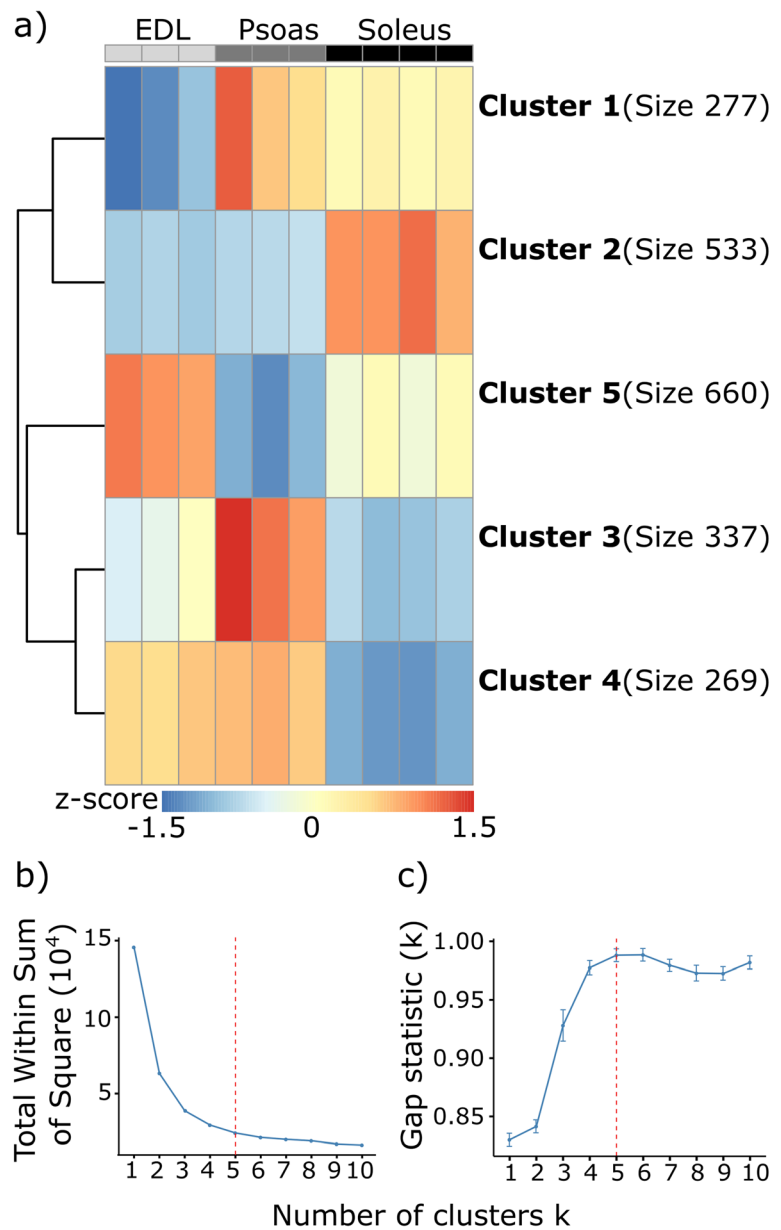 a)
EDL Psoas Soleus
Cluster 1(Size 277)
Cluster 2(Size 533)
Cluster 5(Size 660)
Cluster 3(Size 337)
Cluster 4(Size 269)
z-score
-1.5 0 1.5
b)
Total Within Sum
of Square (10⁴)
15
10
5
1 2 3 4 5 6 7 8 9 10
c)
Gap statistic (k)
1.00
0.95
0.90
0.85
1 2 3 4 5 6 7 8 9 10
Number of clusters k